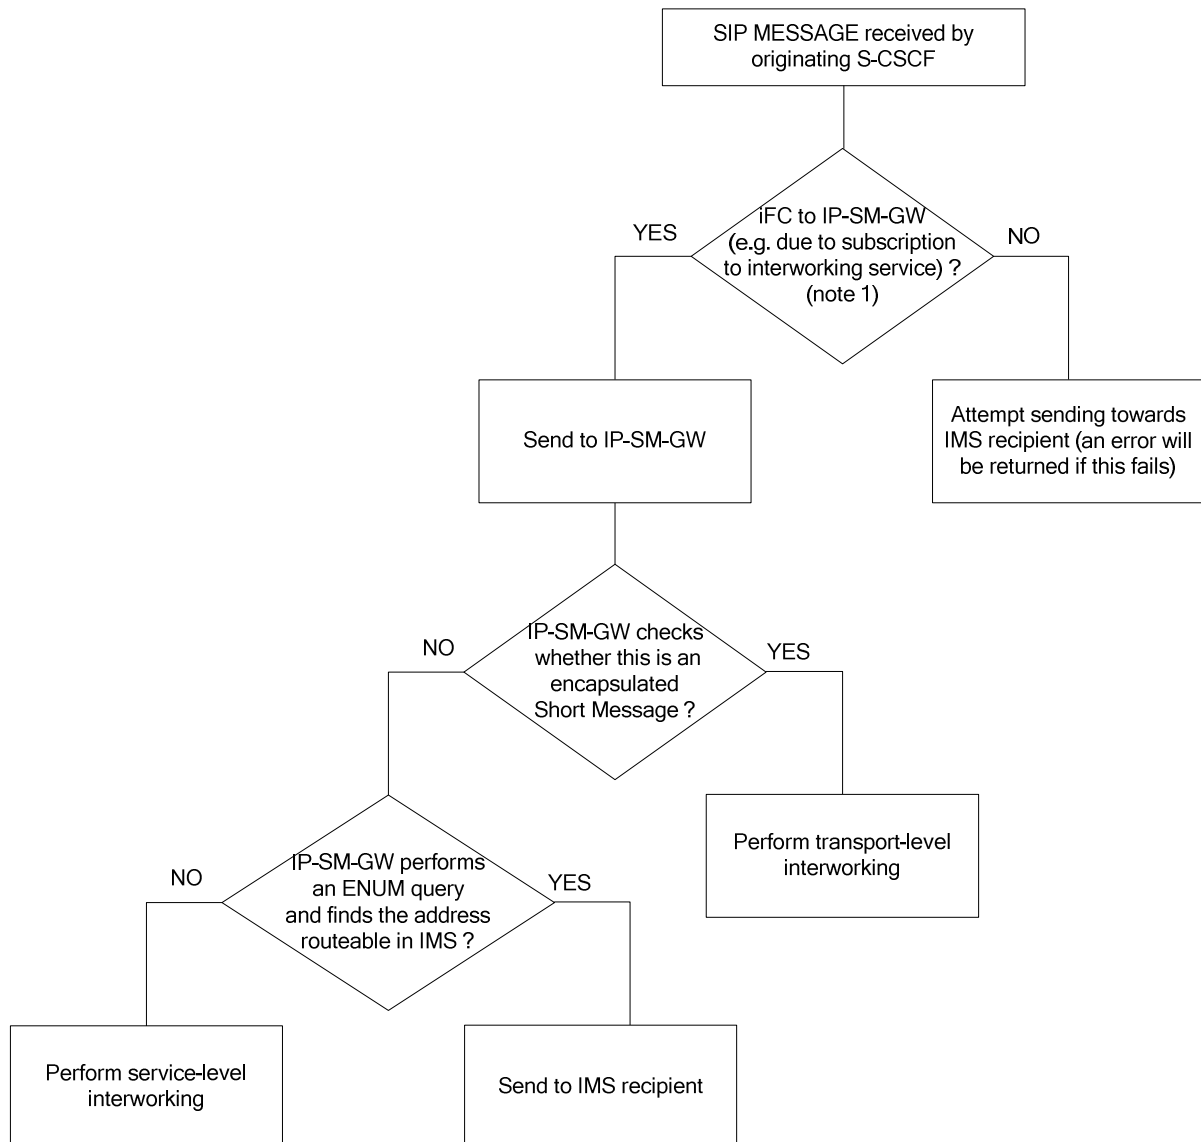 SIP MESSAGE received by
originating S-CSCF
iFC to IP-SM-GW
(e.g. due to subscription
to interworking service) ?
(note 1)
YES
NO
Send to IP-SM-GW
Attempt sending towards
IMS recipient (an error will
be returned if this fails)
IP-SM-GW checks
whether this is an
encapsulated
Short Message ?
NO
YES
Perform transport-level
interworking
IP-SM-GW performs
an ENUM query
and finds the address
routeable in IMS ?
NO
YES
Perform service-level
interworking
Send to IMS recipient